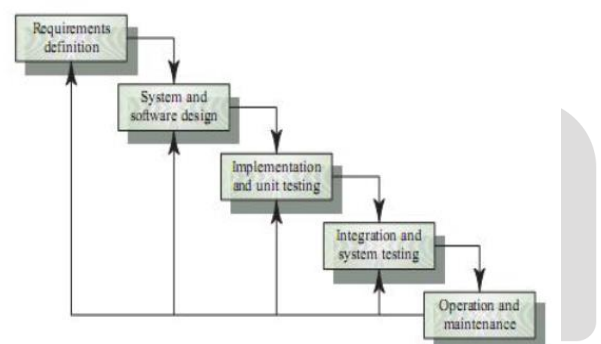 Requirements
definition
System and
software design
Implementation
and unit testing
Integration and
system testing
Operation and
maintenance